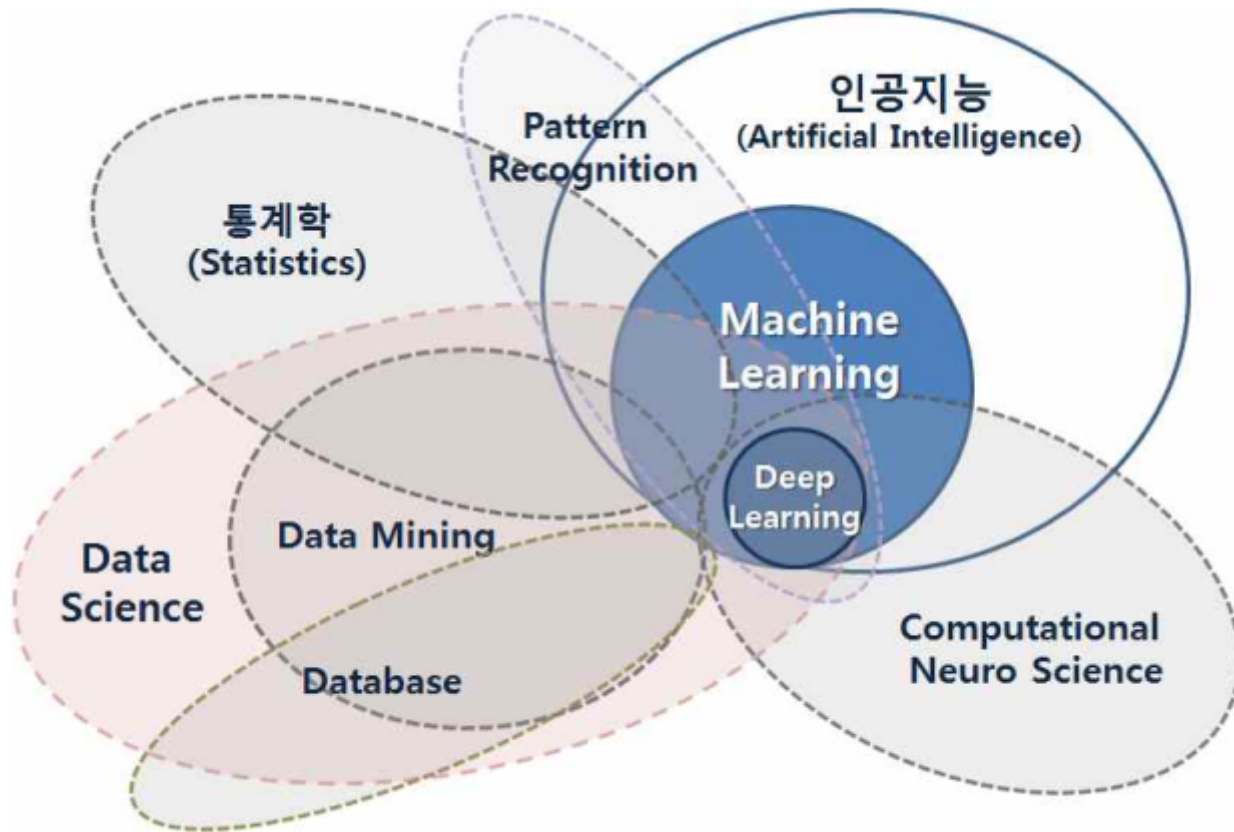 인공지능
(Artificial Intelligence)
Pattern
Recognition
통계학
(Statistics)
Machine
Learning
Deep
Learning
Data Mining
Data
Science
Database
Computational
Neuro Science